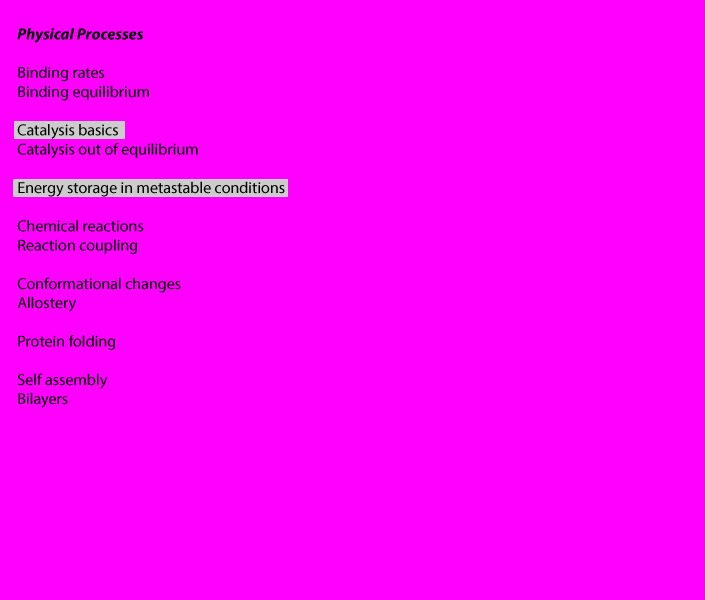 Physical Processes
Binding rates
Binding equilibrium
Catalysis basics
Catalysis out of equilibrium
Energy storage in metastable conditions
Chemical reactions
Reaction coupling
Conformational changes
Allostery
Protein folding
Self assembly
Bilayers